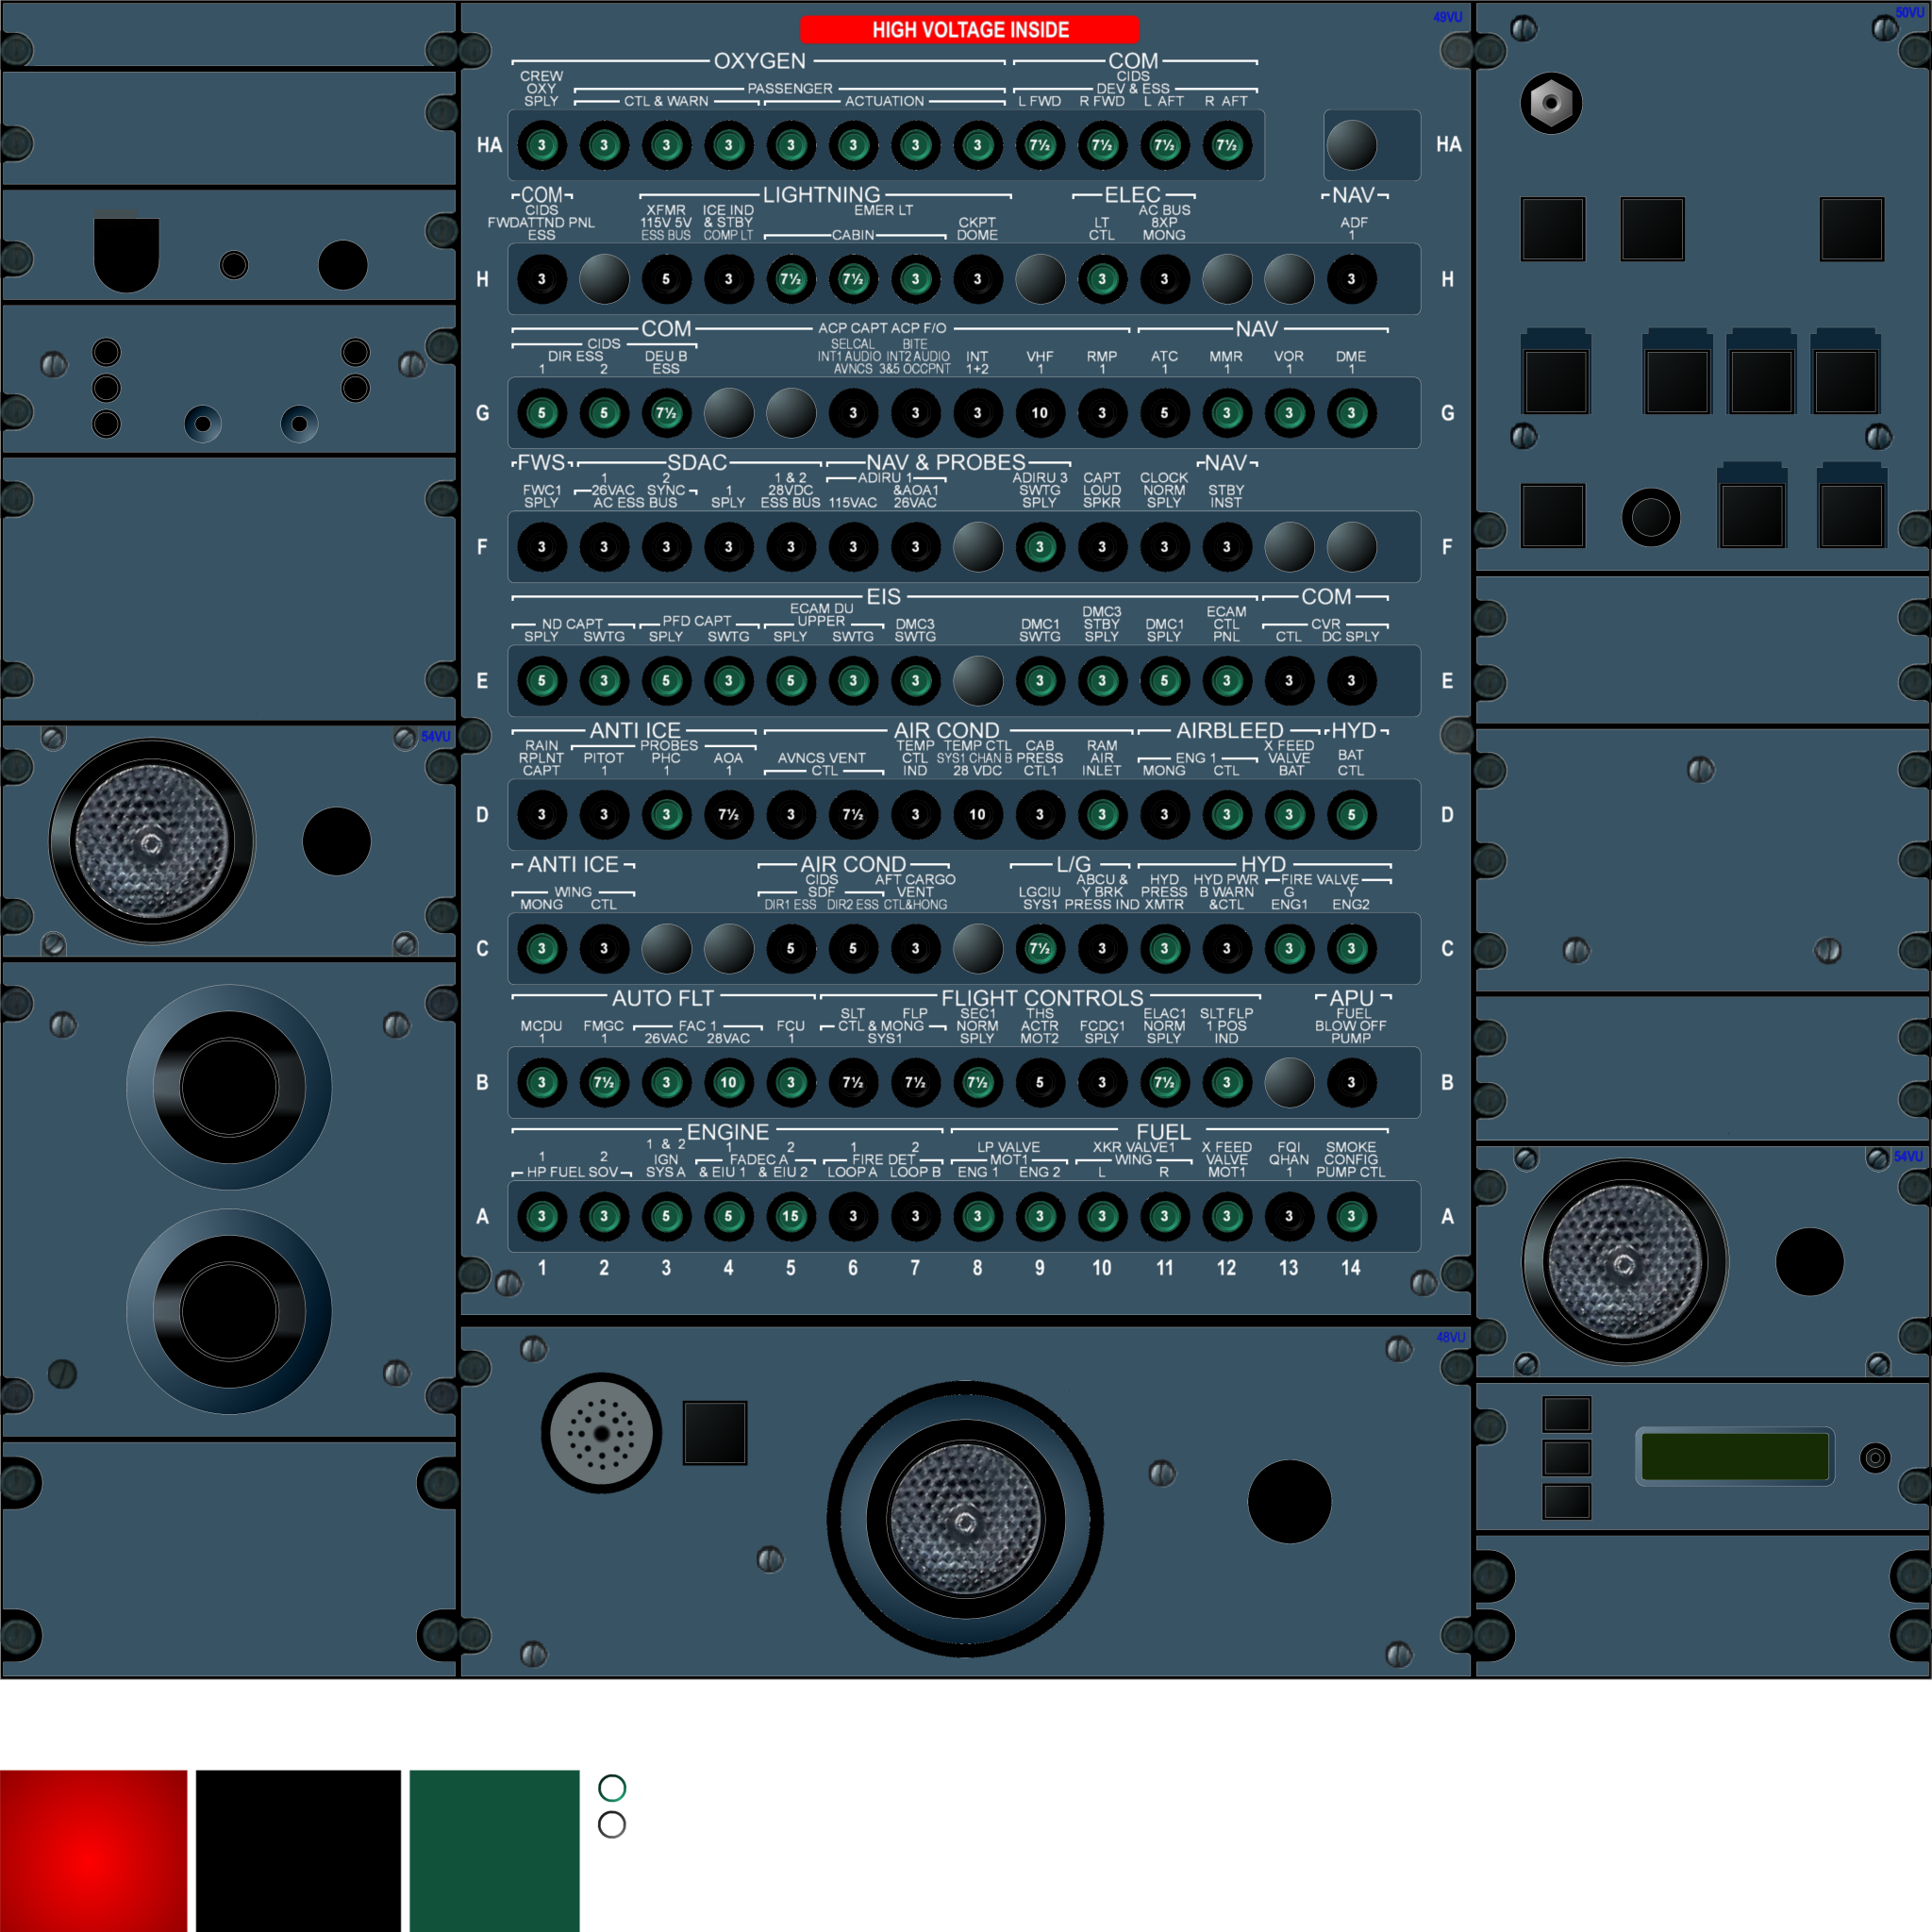 HIGH VOLTAGE INSIDE
49VU
50VU
OXYGEN COM
CREW OXY SPLY
PASSENGER
CTL & WARN ACTUATION
CIDS
DEV & ESS
L FWD R FWD L AFT R AFT
HA 3 3 3 3 3 3 3 3 7½ 7½ 7½ 7½ HA
COM LIGHTNING ELEC NAV
CIDS XFMR ICE IND EMER LT AC BUS
FWDATTND PNL 115V 5V & STBY CKPT LT 8XP ADF
ESS ESS BUS COMP LT CABIN DOME CTL MONG 1
H 3 5 3 7½ 7½ 3 3 3 3 3 H
COM ACP CAPT ACP F/O NAV
CIDS SELCAL BITE
DIR ESS DEU B INT1 AUDIO INT2 AUDIO INT VHF RMP ATC MMR VOR DME
1 2 ESS AVNCS 3&5 OCCPNT 1+2 1 1 1 1 1 1
G 5 5 7½ 3 3 3 10 3 5 3 3 3 G
FWS SDAC NAV & PROBES NAV
1 2 1 & 2 ADIRU 1 ADIRU 3 CAPT CLOCK
FWC1 26VAC SYNC 1 28VDC &AOA1 SWTG LOUD NORM STBY
SPLY AC ESS BUS SPLY ESS BUS 115VAC 26VAC SPLY SPKR SPLY INST
F 3 3 3 3 3 3 3 3 3 3 3 F
EIS COM
ECAM DU DMC3 ECAM
ND CAPT PFD CAPT UPPER DMC3 DMC1 STBY DMC1 CTL CVR
SPLY SWTG SPLY SWTG SPLY SWTG SWTG SWTG SPLY SPLY PNL CTL DC SPLY
E 5 3 5 3 5 3 3 3 3 5 3 3 3 E
ANTI ICE AIR COND AIRBLEED HYD
RAIN PROBES TEMP TEMP CTL CAB RAM X FEED
RPLNT PITOT PHC AOA AVNCS VENT CTL SYS1 CHAN B PRESS AIR ENG 1 VALVE BAT
CAPT 1 1 1 CTL IND 28 VDC CTL1 INLET MONG CTL BAT CTL
54VU
D 3 3 3 7½ 3 7½ 3 10 3 3 3 3 3 5 D
ANTI ICE AIR COND L/G HYD
CIDS AFT CARGO ABCU & HYD HYD PWR FIRE VALVE
WING SDF VENT LGCIU Y BRK PRESS B WARN G Y
MONG CTL DIR1 ESS DIR2 ESS CTL&HONG SYS1 PRESS IND XMTR &CTL ENG1 ENG2
C 3 3 5 5 3 7½ 3 3 3 3 3 C
AUTO FLT FLIGHT CONTROLS APU
SLT FLP SEC1 THS ELAC1 SLT FLP FUEL
MCDU FMGC FAC 1 FCU CTL & MONG NORM ACTR FCDC1 NORM 1 POS BLOW OFF
1 1 26VAC 28VAC 1 SYS1 SPLY MOT2 SPLY SPLY IND PUMP
B 3 7½ 3 10 3 7½ 7½ 7½ 5 3 7½ 3 3 B
ENGINE FUEL
1 & 2 1 2 1 2 LP VALVE XKR VALVE1 X FEED FQI SMOKE
1 2 IGN FADEC A FIRE DET MOT1 WING VALVE QHAN CONFIG
HP FUEL SOV SYS A & EIU 1 & EIU 2 LOOP A LOOP B ENG 1 ENG 2 L R MOT1 1 PUMP CTL
54VU
A 3 3 5 5 15 3 3 3 3 3 3 3 3 3 A
1 2 3 4 5 6 7 8 9 10 11 12 13 14
48VU